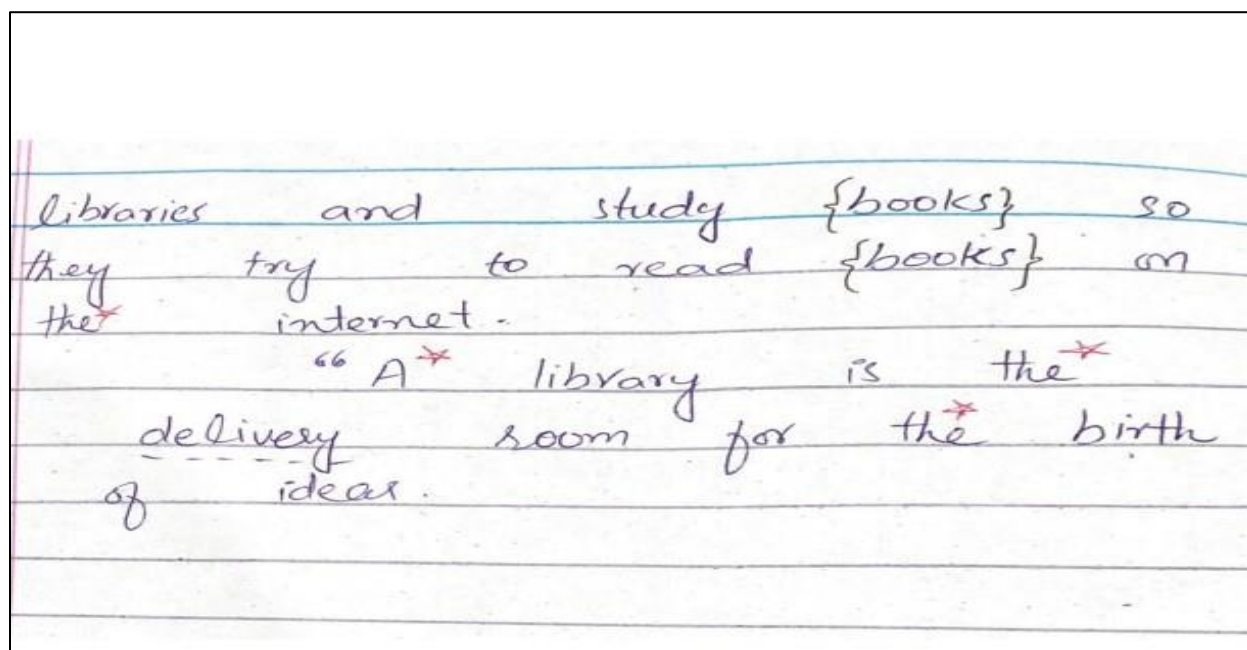 libraries and study {books} so
they try to read {books} on
the* internet.
“A* library is the*
delivery room for the* birth
of ideas.